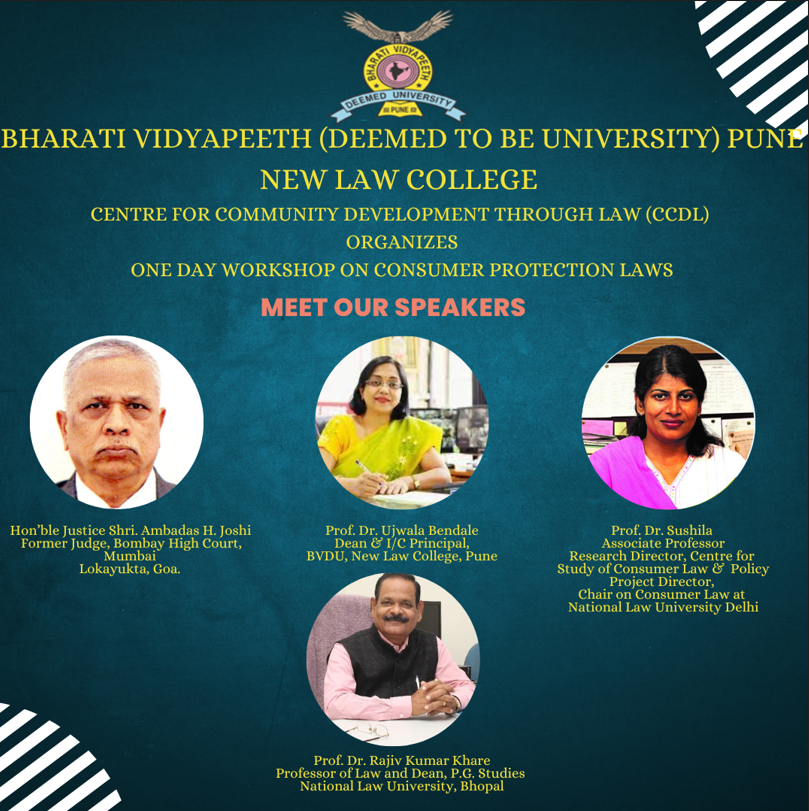 BHARATI VIDYAPEETH
DEEMED UNIVERSITY
PUNE
BHARATI VIDYAPEETH (DEEMED TO BE UNIVERSITY) PUNE
NEW LAW COLLEGE
CENTRE FOR COMMUNITY DEVELOPMENT THROUGH LAW (CCDL)
ORGANIZES
ONE DAY WORKSHOP ON CONSUMER PROTECTION LAWS
MEET OUR SPEAKERS
Hon'ble Justice Shri. Ambadas H. Joshi
Former Judge, Bombay High Court,
Mumbai
Lokayukta, Goa.
Prof. Dr. Ujwala Bendale
Dean & I/C Principal,
BVDU, New Law College, Pune
Prof. Dr. Sushila
Associate Professor
Research Director, Centre for
Study of Consumer Law & Policy
Project Director,
Chair on Consumer Law at
National Law University Delhi
Prof. Dr. Rajiv Kumar Khare
Professor of Law and Dean, P.G. Studies
National Law University, Bhopal